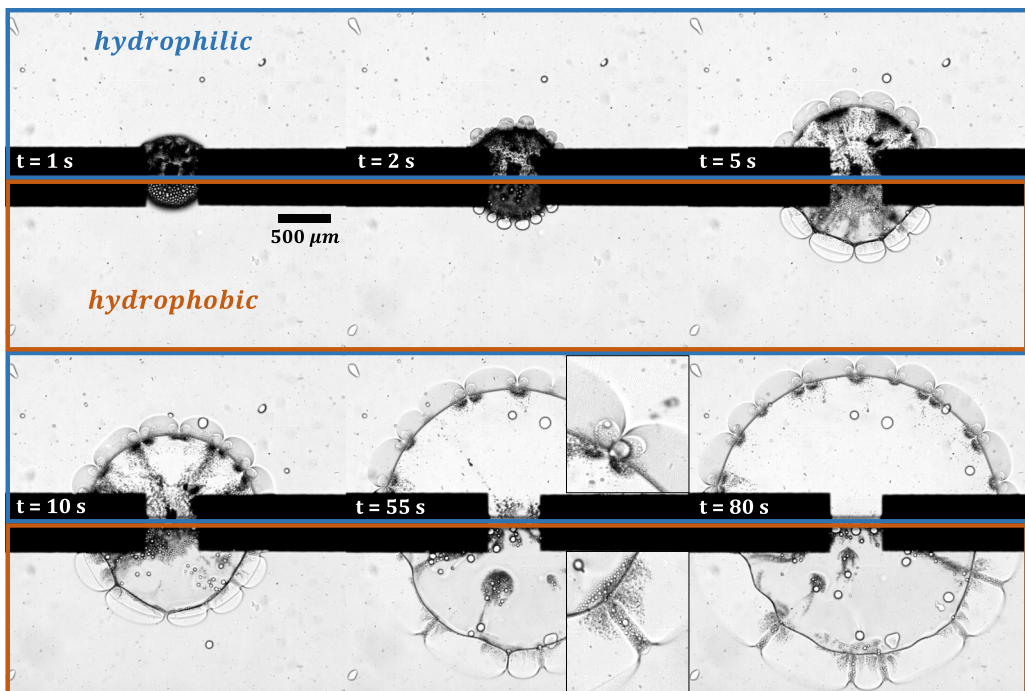 hydrophilic
t = 1 s
t = 2 s
t = 5 s
500 μm
hydrophobic
t = 10 s
t = 55 s
t = 80 s